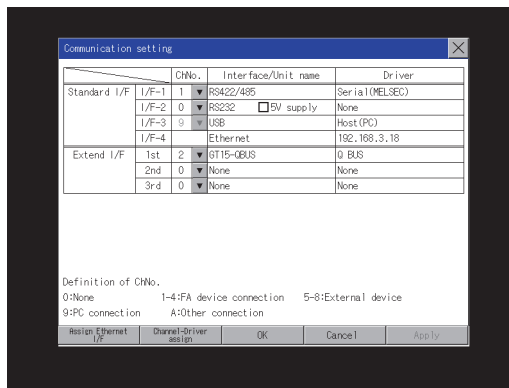 Communication setting
ChNo. Interface/Unit name Driver
Standard I/F I/F-1 1 ▼ RS422/485 Serial(MELSEC)
I/F-2 0 ▼ RS232 □5V supply None
I/F-3 9 ▼ USB Host(PC)
I/F-4 Ethernet 192.168.3.18
Extend I/F 1st 2 ▼ GT15-QBUS Q BUS
2nd 0 ▼ None None
3rd 0 ▼ None None
Definition of ChNo.
0:None 1-4:FA device connection 5-8:External device
9:PC connection A:Other connection
Assign Ethernet I/F Channel-Driver assign OK Cancel Apply